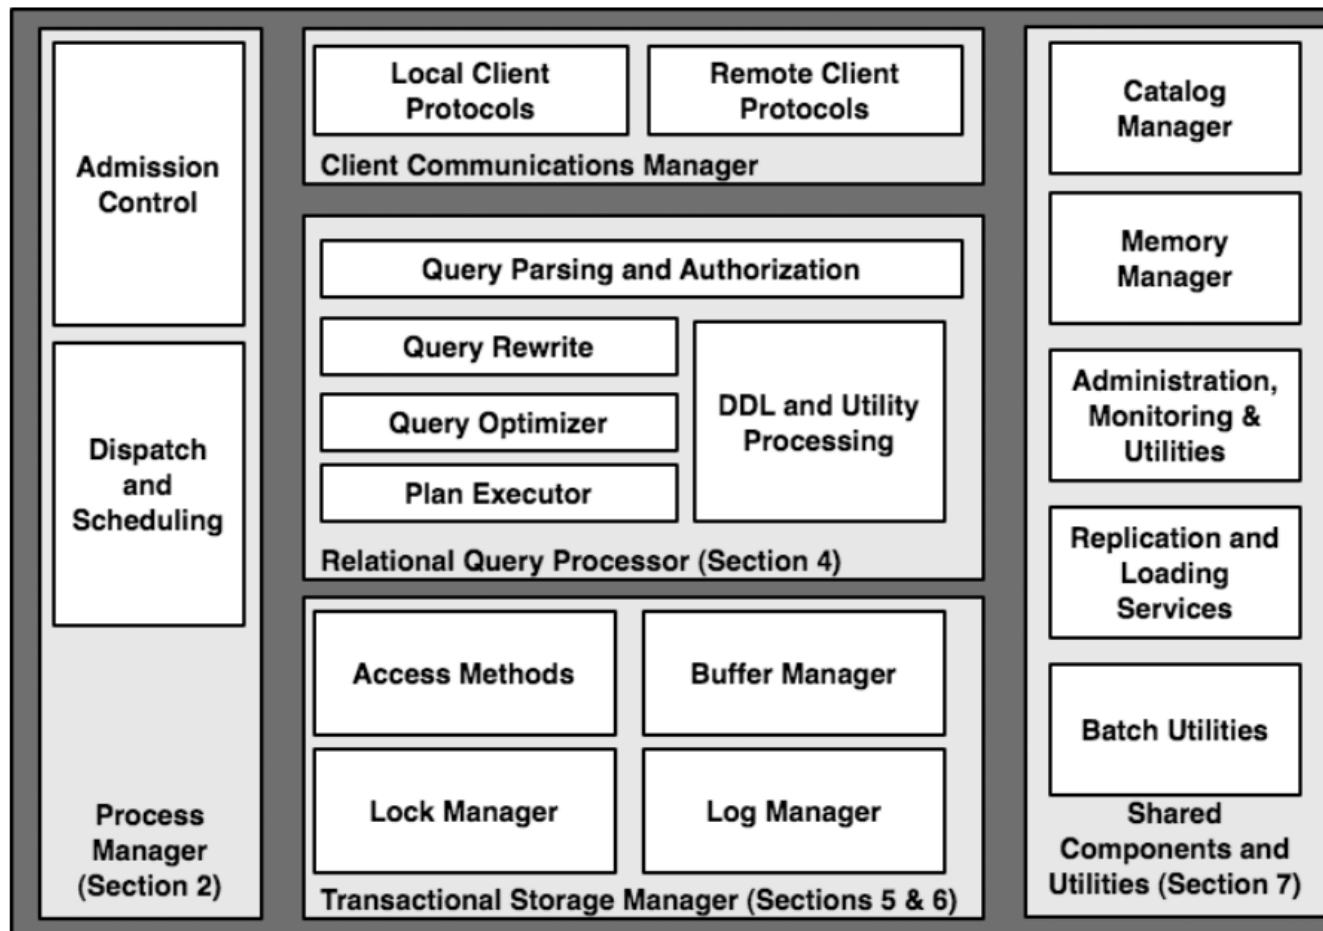 Admission
Control
Dispatch
and
Scheduling
Process
Manager
(Section 2)
Local Client
Protocols
Remote Client
Protocols
Client Communications Manager
Query Parsing and Authorization
Query Rewrite
Query Optimizer
Plan Executor
DDL and Utility
Processing
Relational Query Processor (Section 4)
Access Methods
Buffer Manager
Lock Manager
Log Manager
Transactional Storage Manager (Sections 5 & 6)
Catalog
Manager
Memory
Manager
Administration,
Monitoring &
Utilities
Replication and
Loading
Services
Batch Utilities
Shared
Components and
Utilities (Section 7)